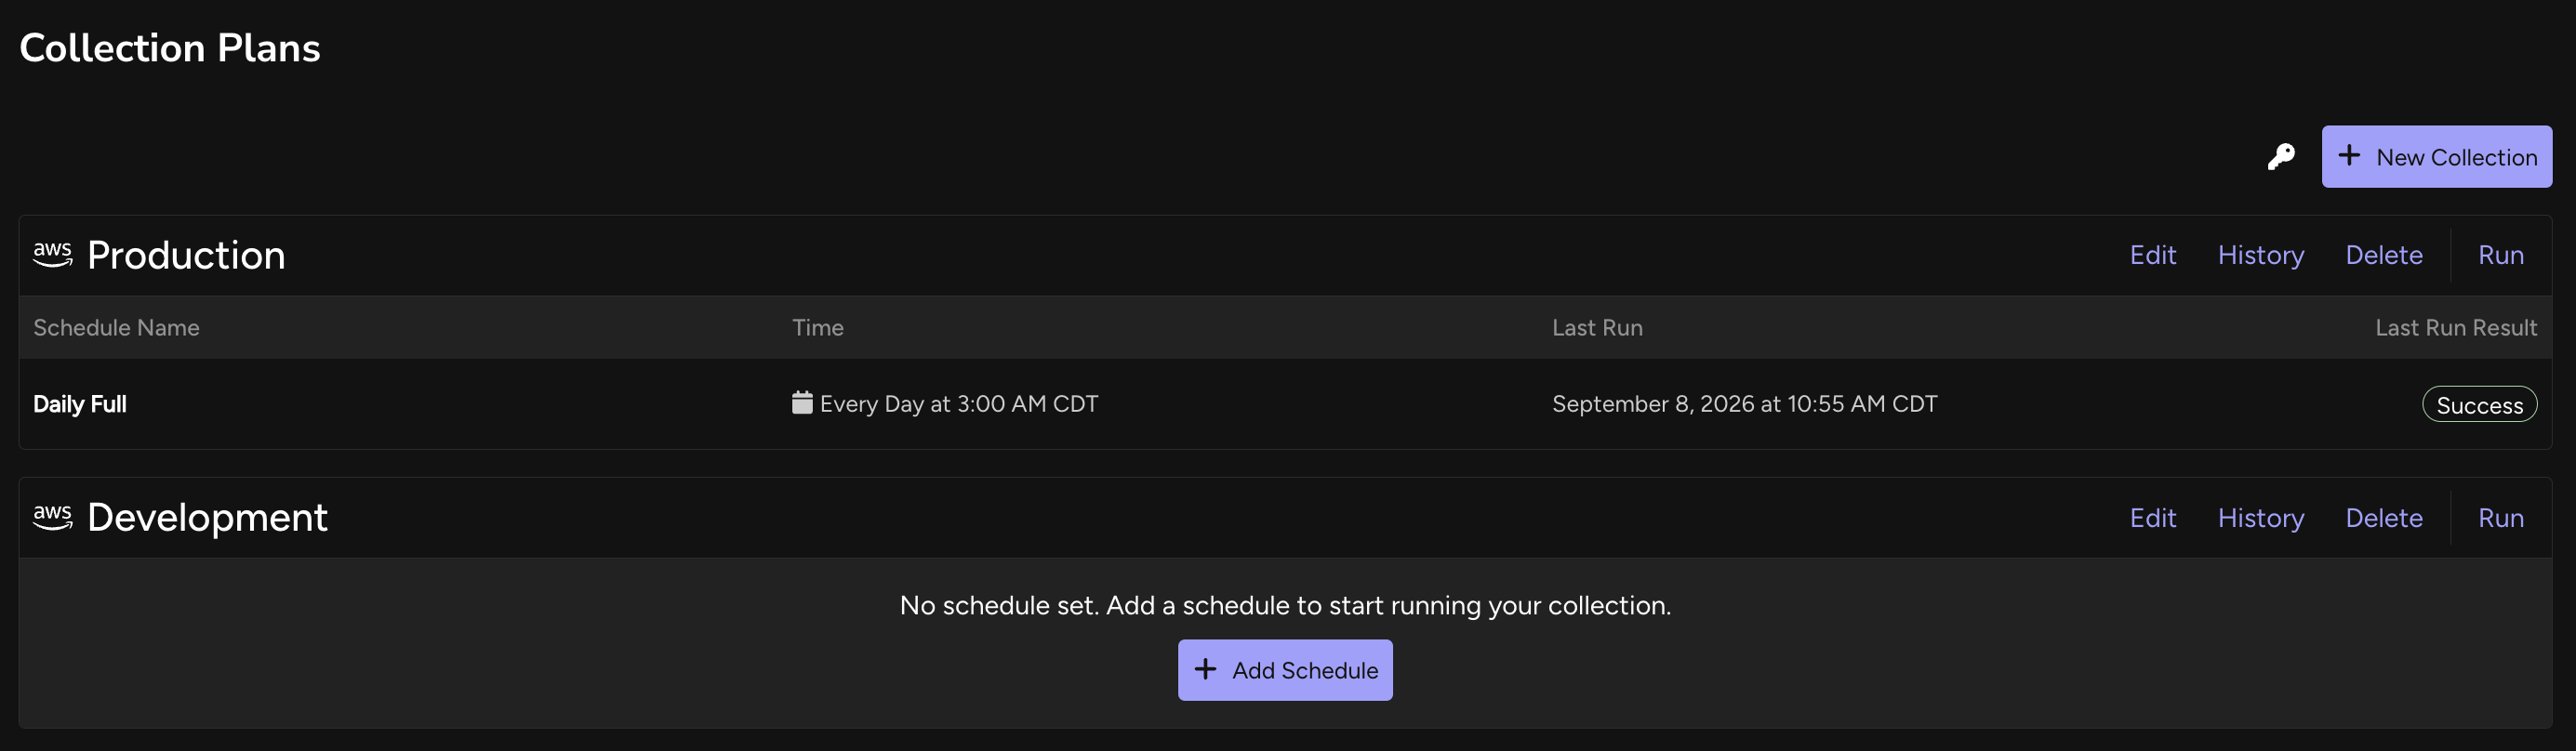 Collection Plans
New Collection
aws Production Edit History Delete Run
Schedule Name Time Last Run Last Run Result
Daily Full Every Day at 3:00 AM CDT September 8, 2026 at 10:55 AM CDT Success
aws Development Edit History Delete Run
No schedule set. Add a schedule to start running your collection.
Add Schedule